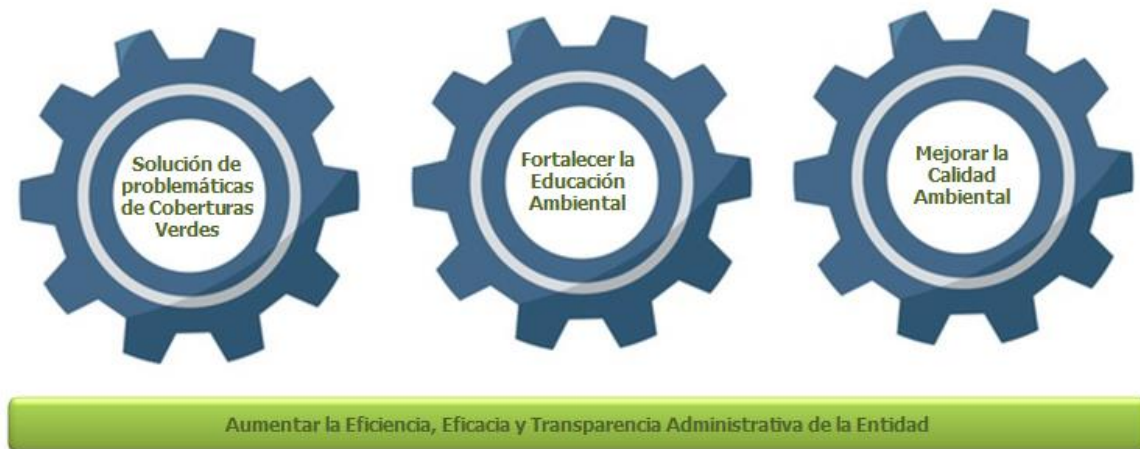 Solución de
problemáticas
de Coberturas
Verdes
Fortalecer la
Educación
Ambiental
Mejorar la
Calidad
Ambiental
Aumentar la Eficiencia, Eficacia y Transparencia Administrativa de la Entidad